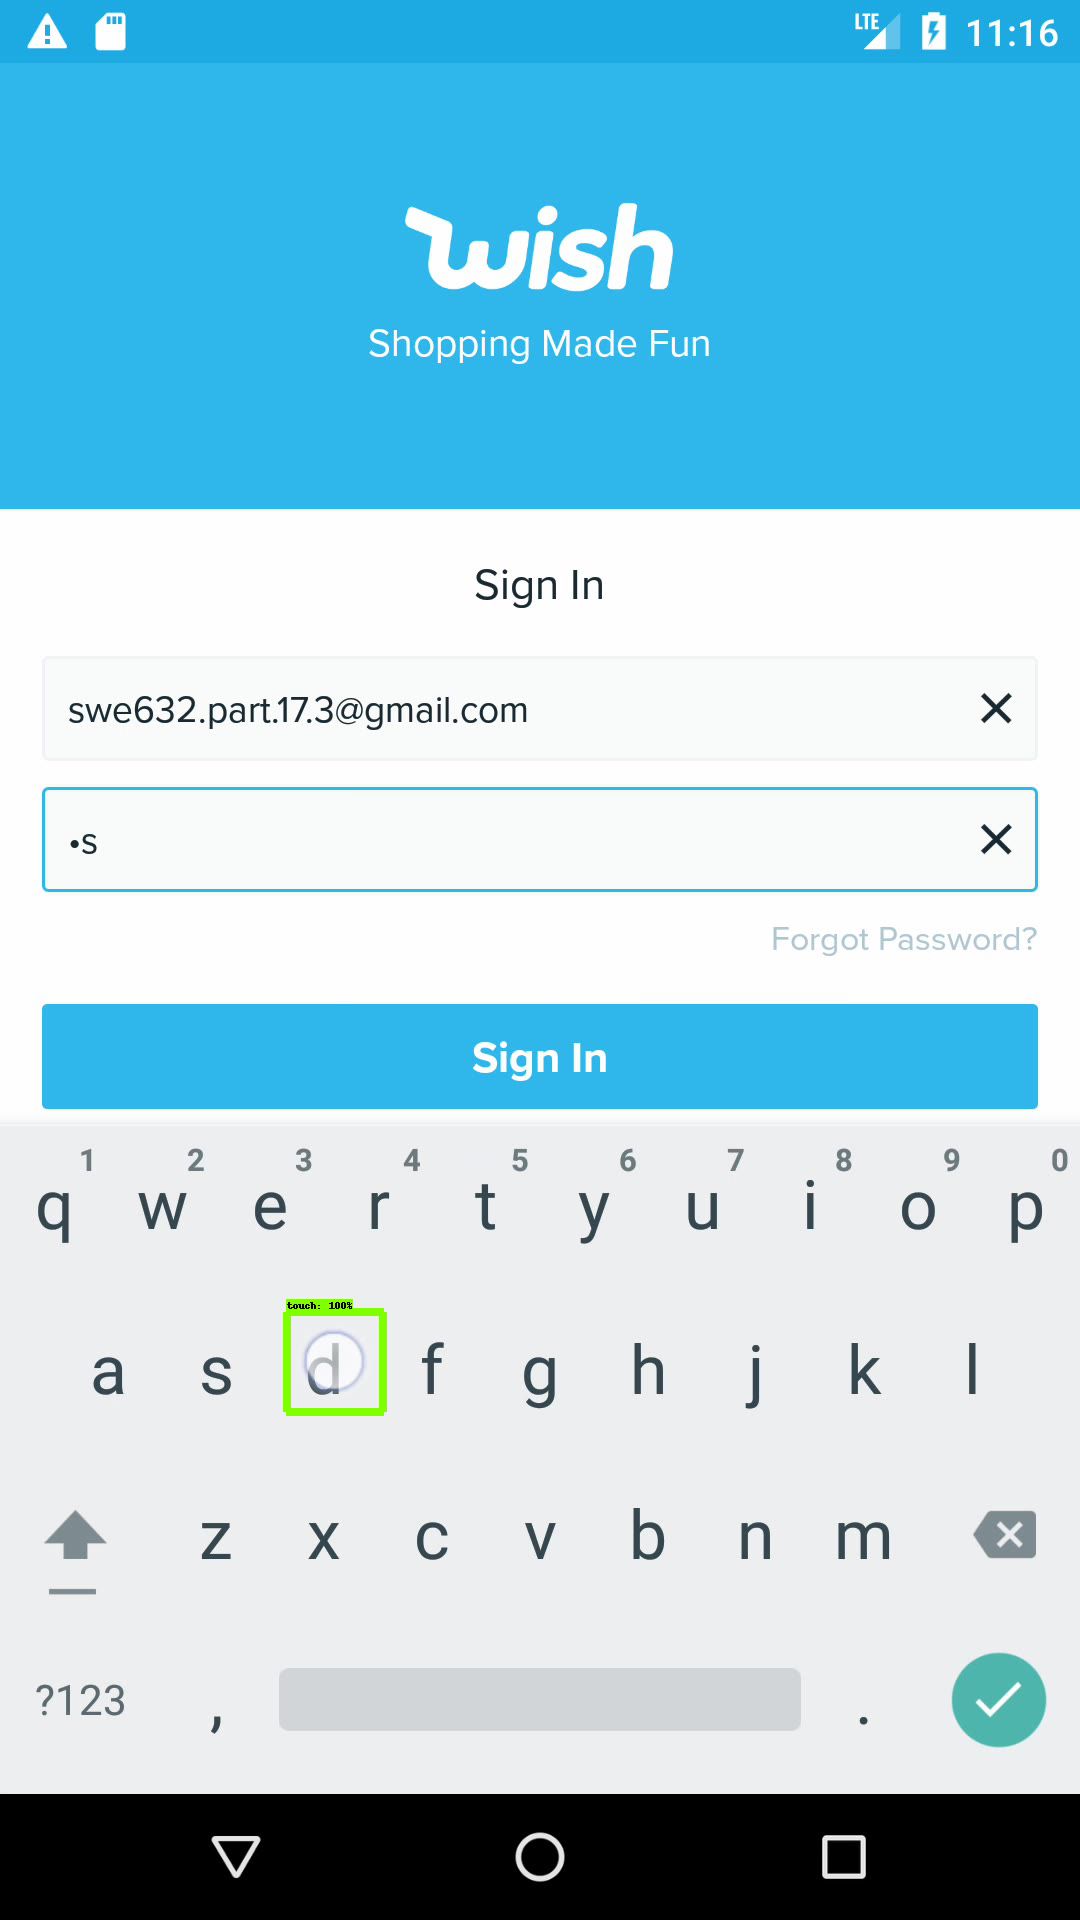 LTE 11:16
wish
Shopping Made Fun
Sign In
swe632.part.17.3@gmail.com
•s
Forgot Password?
Sign In
1 2 3 4 5 6 7 8 9 0
q w e r t y u i o p
touch: 100%
a s d f g h j k l
z x c v b n m
?123 , .